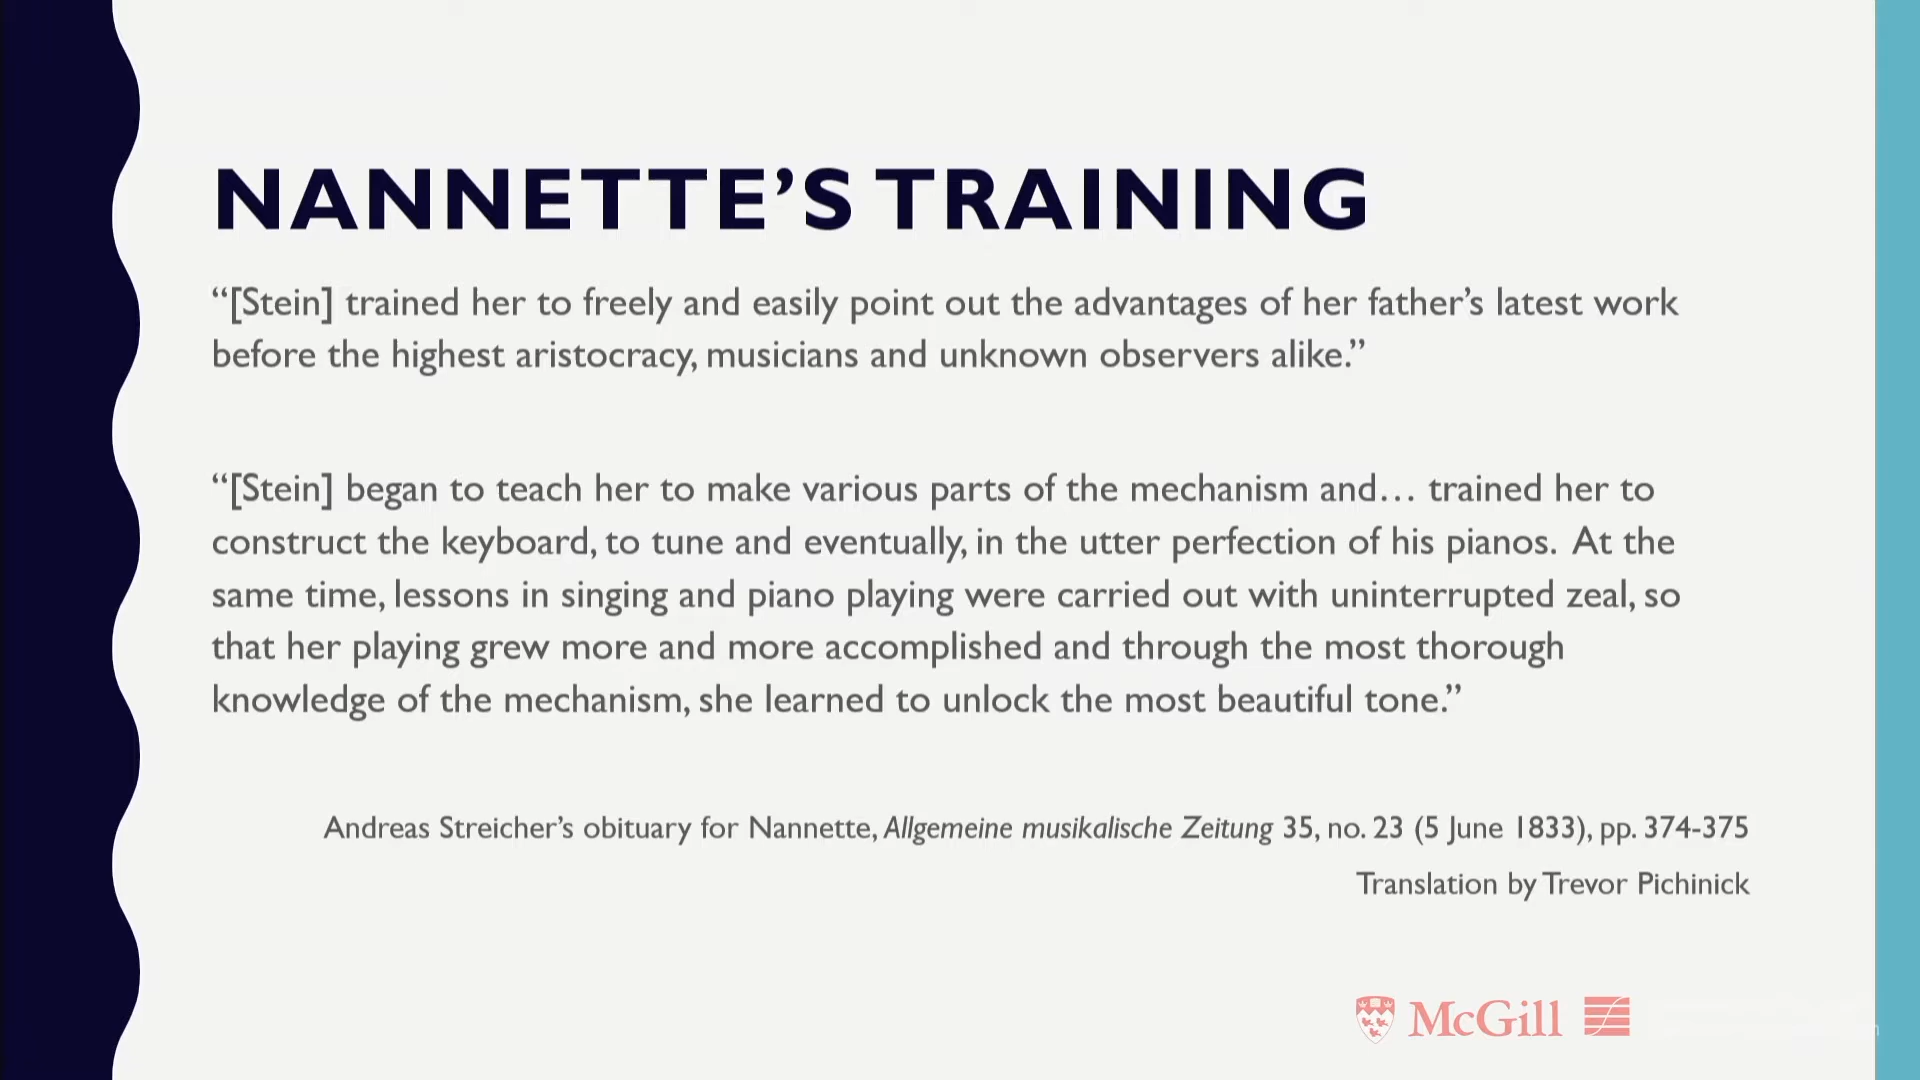 NANNETTE’S TRAINING
“[Stein] trained her to freely and easily point out the advantages of her father’s latest work
before the highest aristocracy, musicians and unknown observers alike.”
“[Stein] began to teach her to make various parts of the mechanism and… trained her to
construct the keyboard, to tune and eventually, in the utter perfection of his pianos. At the
same time, lessons in singing and piano playing were carried out with uninterrupted zeal, so
that her playing grew more and more accomplished and through the most thorough
knowledge of the mechanism, she learned to unlock the most beautiful tone.”
Andreas Streicher’s obituary for Nannette, Allgemeine musikalische Zeitung 35, no. 23 (5 June 1833), pp. 374-375
Translation by Trevor Pichinick
McGill